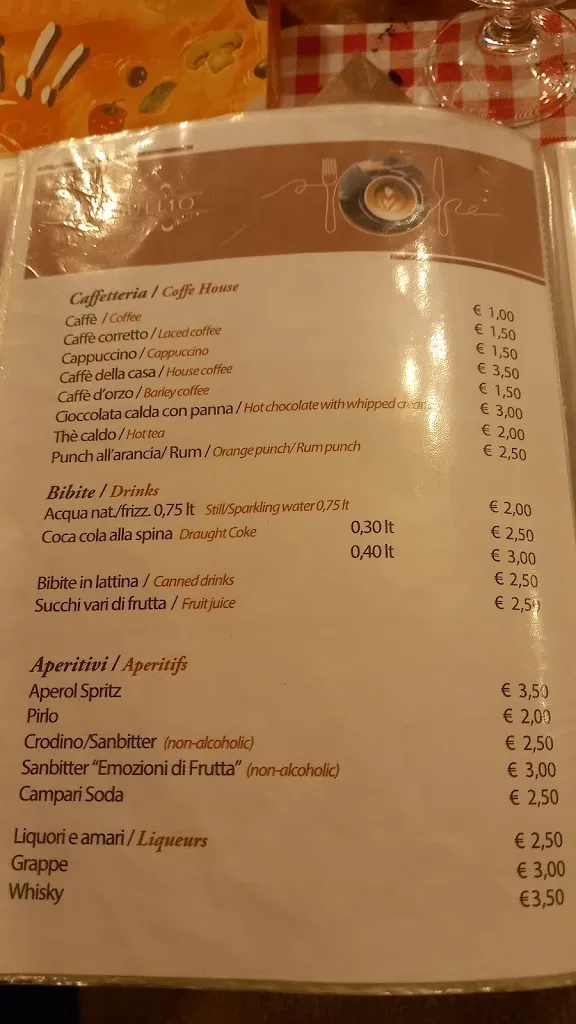 Caffetteria / Coffe House
Caffè / Coffee € 1,00
Caffè corretto / Laced coffee € 1,50
Cappuccino / Cappuccino € 1,50
Caffè della casa / House coffee € 3,50
Caffè d'orzo / Barley coffee € 1,50
Cioccolata calda con panna / Hot chocolate with whipped cream € 3,00
Thè caldo / Hot tea € 2,00
Punch all'arancia/ Rum / Orange punch/ Rum punch € 2,50
Bibite / Drinks
Acqua nat./frizz. 0,75 lt Still/Sparkling water 0,75 lt € 2,00
Coca cola alla spina Draught Coke 0,30 lt € 2,50
0,40 lt € 3,00
Bibite in lattina / Canned drinks € 2,50
Succhi vari di frutta / Fruit juice € 2,50
Aperitivi / Aperitifs
Aperol Spritz € 3,50
Pirlo € 2,00
Crodino/Sanbitter (non-alcoholic) € 2,50
Sanbitter "Emozioni di Frutta" (non-alcoholic) € 3,00
Campari Soda € 2,50
Liquori e amari / Liqueurs € 2,50
Grappe € 3,00
Whisky €3,50